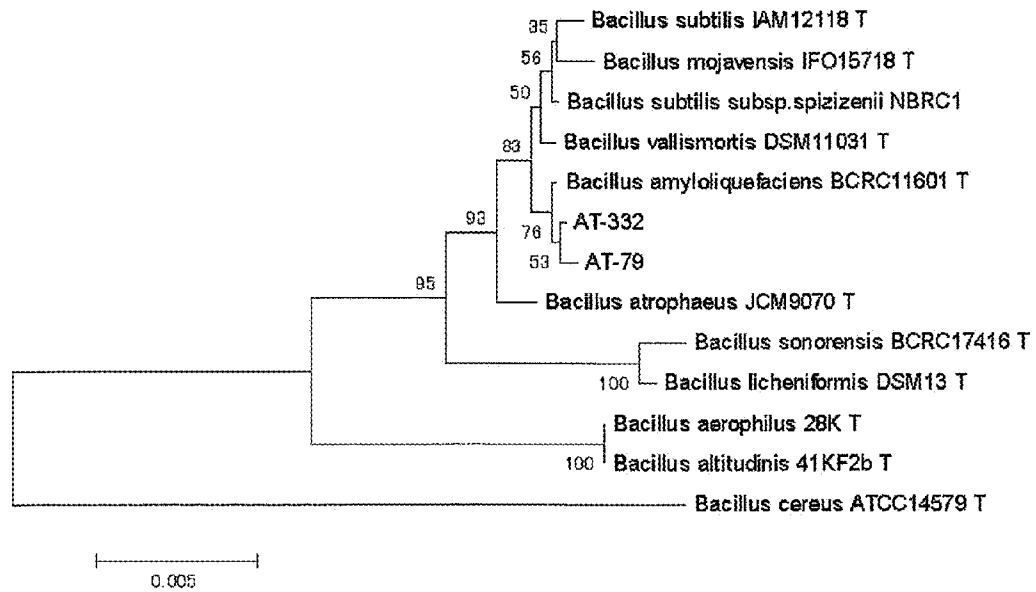 35
Bacillus subtilis IAM12118 T
56
Bacillus mojavensis IFO15718 T
50
Bacillus subtilis subsp.spizizenii NBRC1
83
Bacillus vallismortis DSM11031 T
Bacillus amyloliquefaciens BCRC11601 T
93
76
AT-332
53
AT-79
95
Bacillus atrophaeus JCM9070 T
Bacillus sonorensis BCRC17416 T
100
Bacillus licheniformis DSM13 T
Bacillus aerophilus 28K T
100
Bacillus altitudinis 41KF2b T
Bacillus cereus ATCC14579 T
0.005